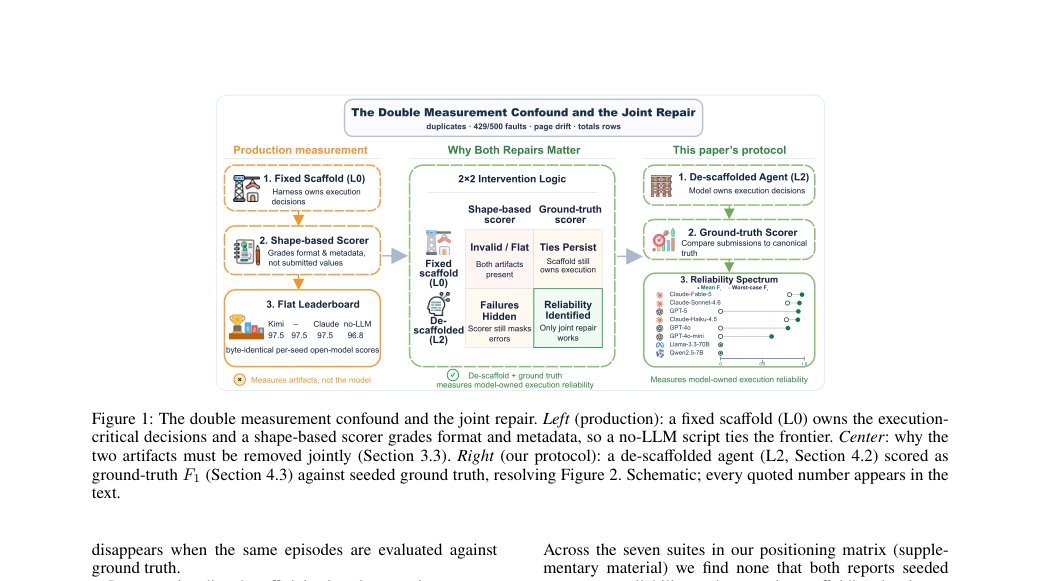 The Double Measurement Confound and the Joint Repair
duplicates · 429/500 faults · page drift · totals rows
Production measurement
1. Fixed Scaffold (L0)
Harness owns execution
decisions
2. Shape-based Scorer
Grades format & metadata,
not submitted values
3. Flat Leaderboard
Kimi – Claude no-LLM
97.5 97.5 97.5 96.8
byte-identical per-seed open-model scores
Measures artifacts, not the model
Why Both Repairs Matter
2×2 Intervention Logic
Shape-based
scorer
Ground-truth
scorer
Fixed
scaffold
(L0)
Invalid / Flat
Both artifacts
present
Ties Persist
Scaffold still
owns execution
De-
scaffolded
(L2)
Failures
Hidden
Scorer still masks
errors
Reliability
Identified
Only joint repair
works
De-scaffold + ground truth
measures model-owned execution reliability
This paper's protocol
1. De-scaffolded Agent (L2)
Model owns execution decisions
2. Ground-truth Scorer
Compare submissions to canonical
truth
3. Reliability Spectrum
Mean F₁ Worst-case F₁
Claude-Fable-5
Claude-Sonnet-4.6
GPT-5
Claude-Haiku-4.5
GPT-4o
GPT-4o-mini
Llama-3.3-70B
Qwen2.5-7B
Measures model-owned execution reliability
Figure 1: The double measurement confound and the joint repair. Left (production): a fixed scaffold (L0) owns the execution-
critical decisions and a shape-based scorer grades format and metadata, so a no-LLM script ties the frontier. Center: why the
two artifacts must be removed jointly (Section 3.3). Right (our protocol): a de-scaffolded agent (L2, Section 4.2) scored as
ground-truth F₁ (Section 4.3) against seeded ground truth, resolving Figure 2. Schematic; every quoted number appears in the
text.
disappears when the same episodes are evaluated against
ground truth.
Across the seven suites in our positioning matrix (supple-
mentary material) we find none that both reports seeded